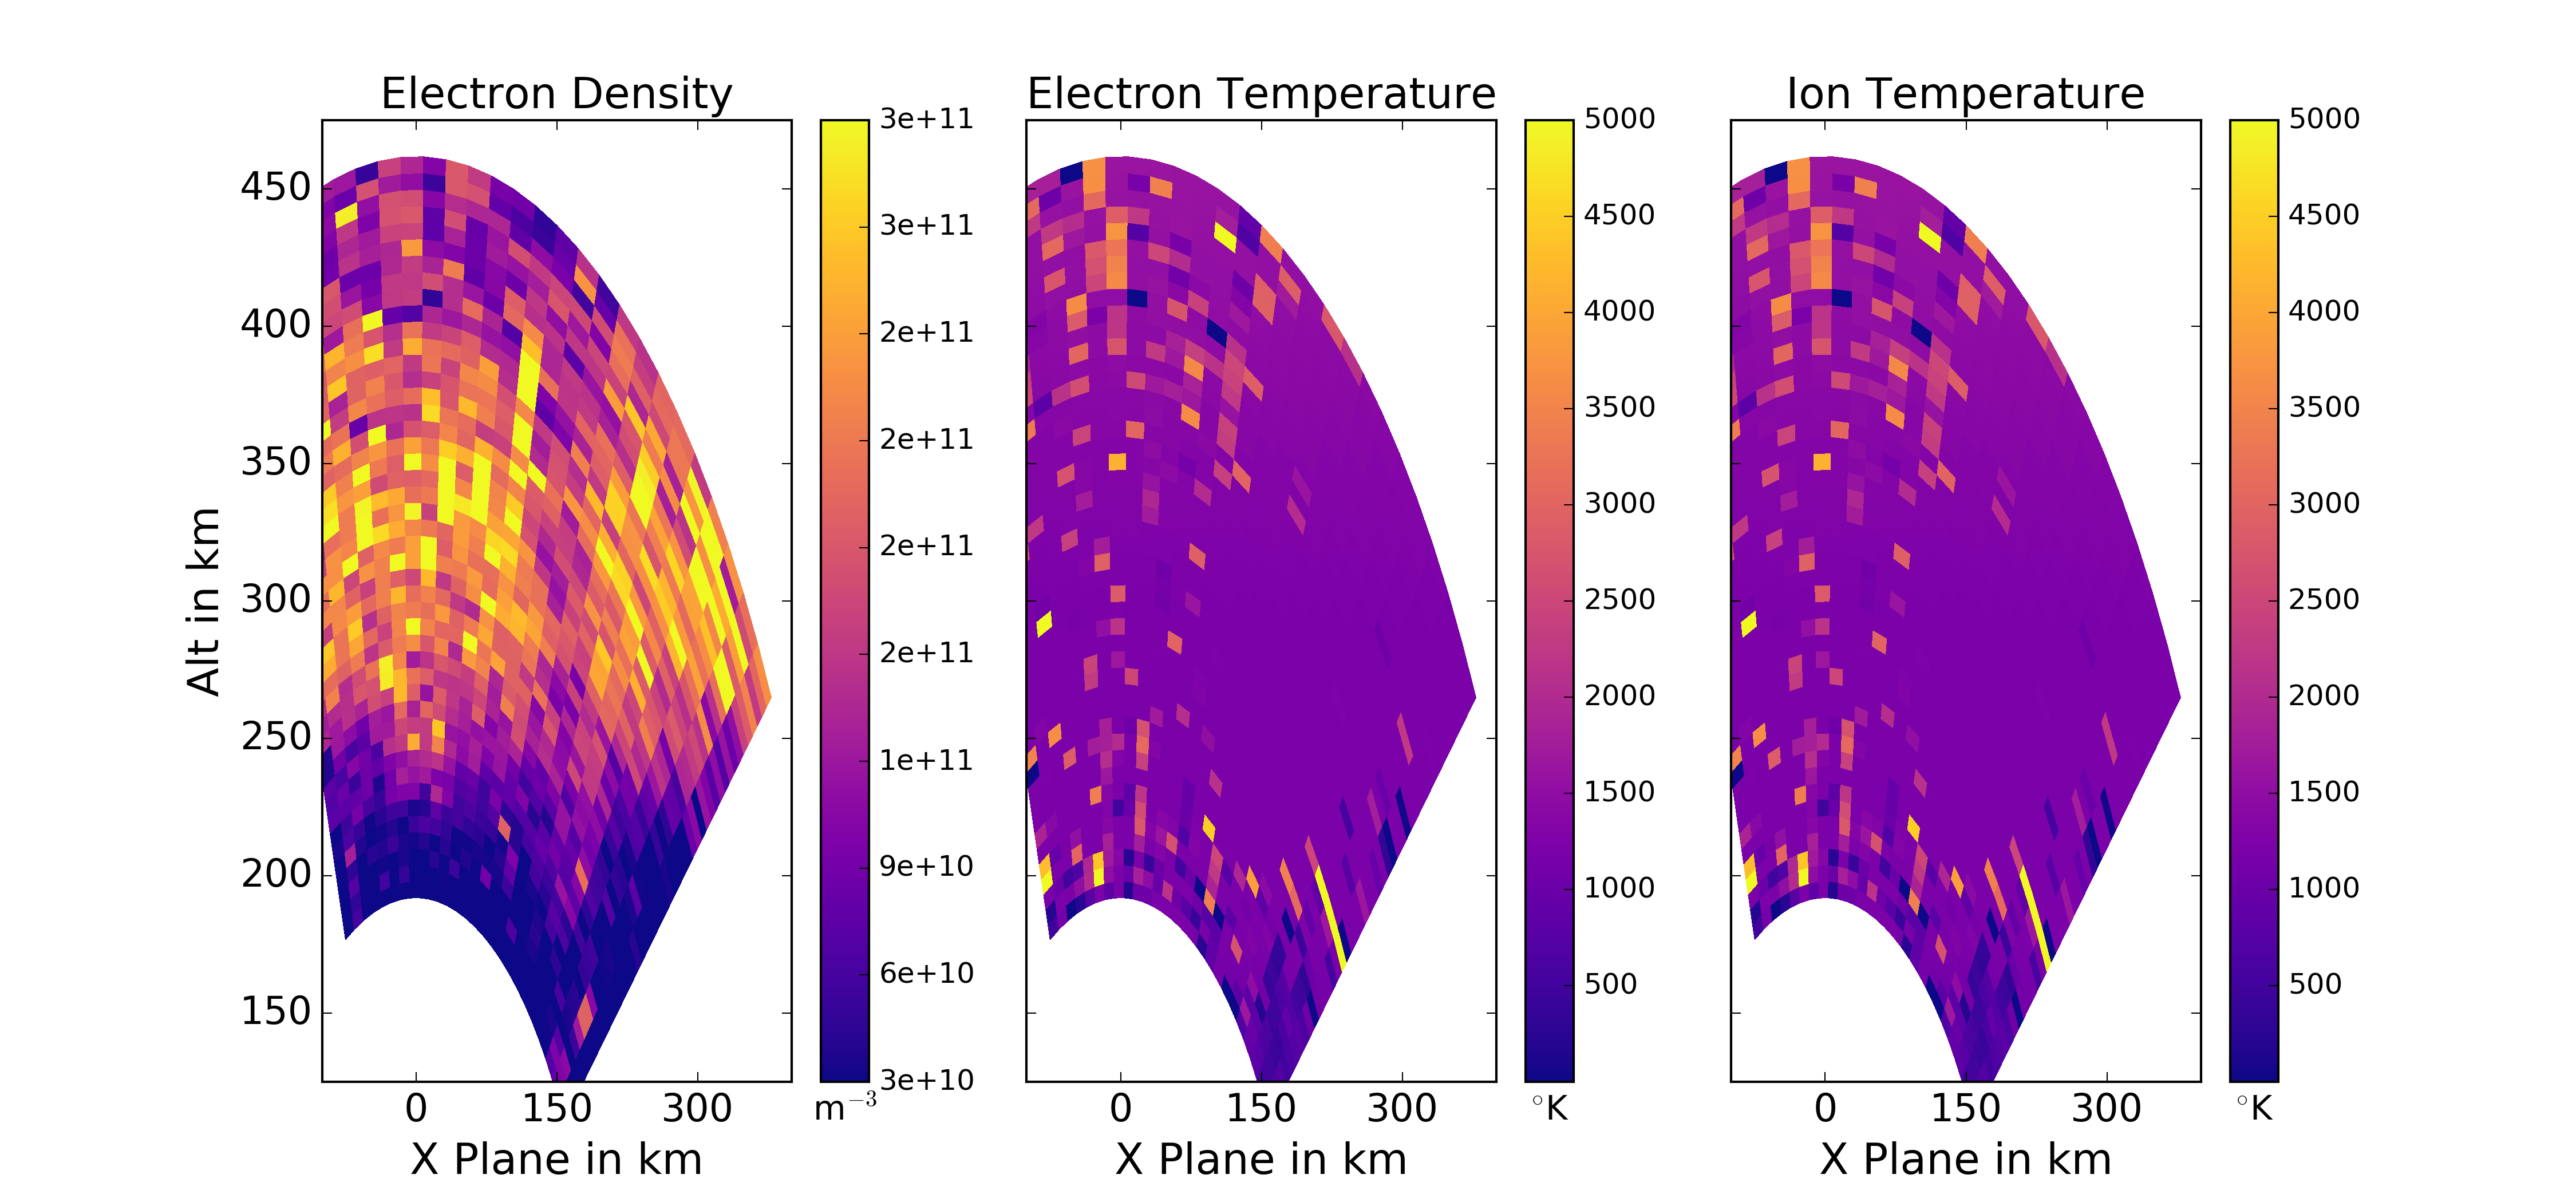 Electron Density
Electron Temperature
Ion Temperature
3e+11
3e+11
2e+11
2e+11
2e+11
2e+11
1e+11
9e+10
6e+10
3e+10
m⁻³
5000
4500
4000
3500
3000
2500
2000
1500
1000
500
°K
5000
4500
4000
3500
3000
2500
2000
1500
1000
500
°K
Alt in km
450
400
350
300
250
200
150
0 150 300
0 150 300
0 150 300
X Plane in km
X Plane in km
X Plane in km